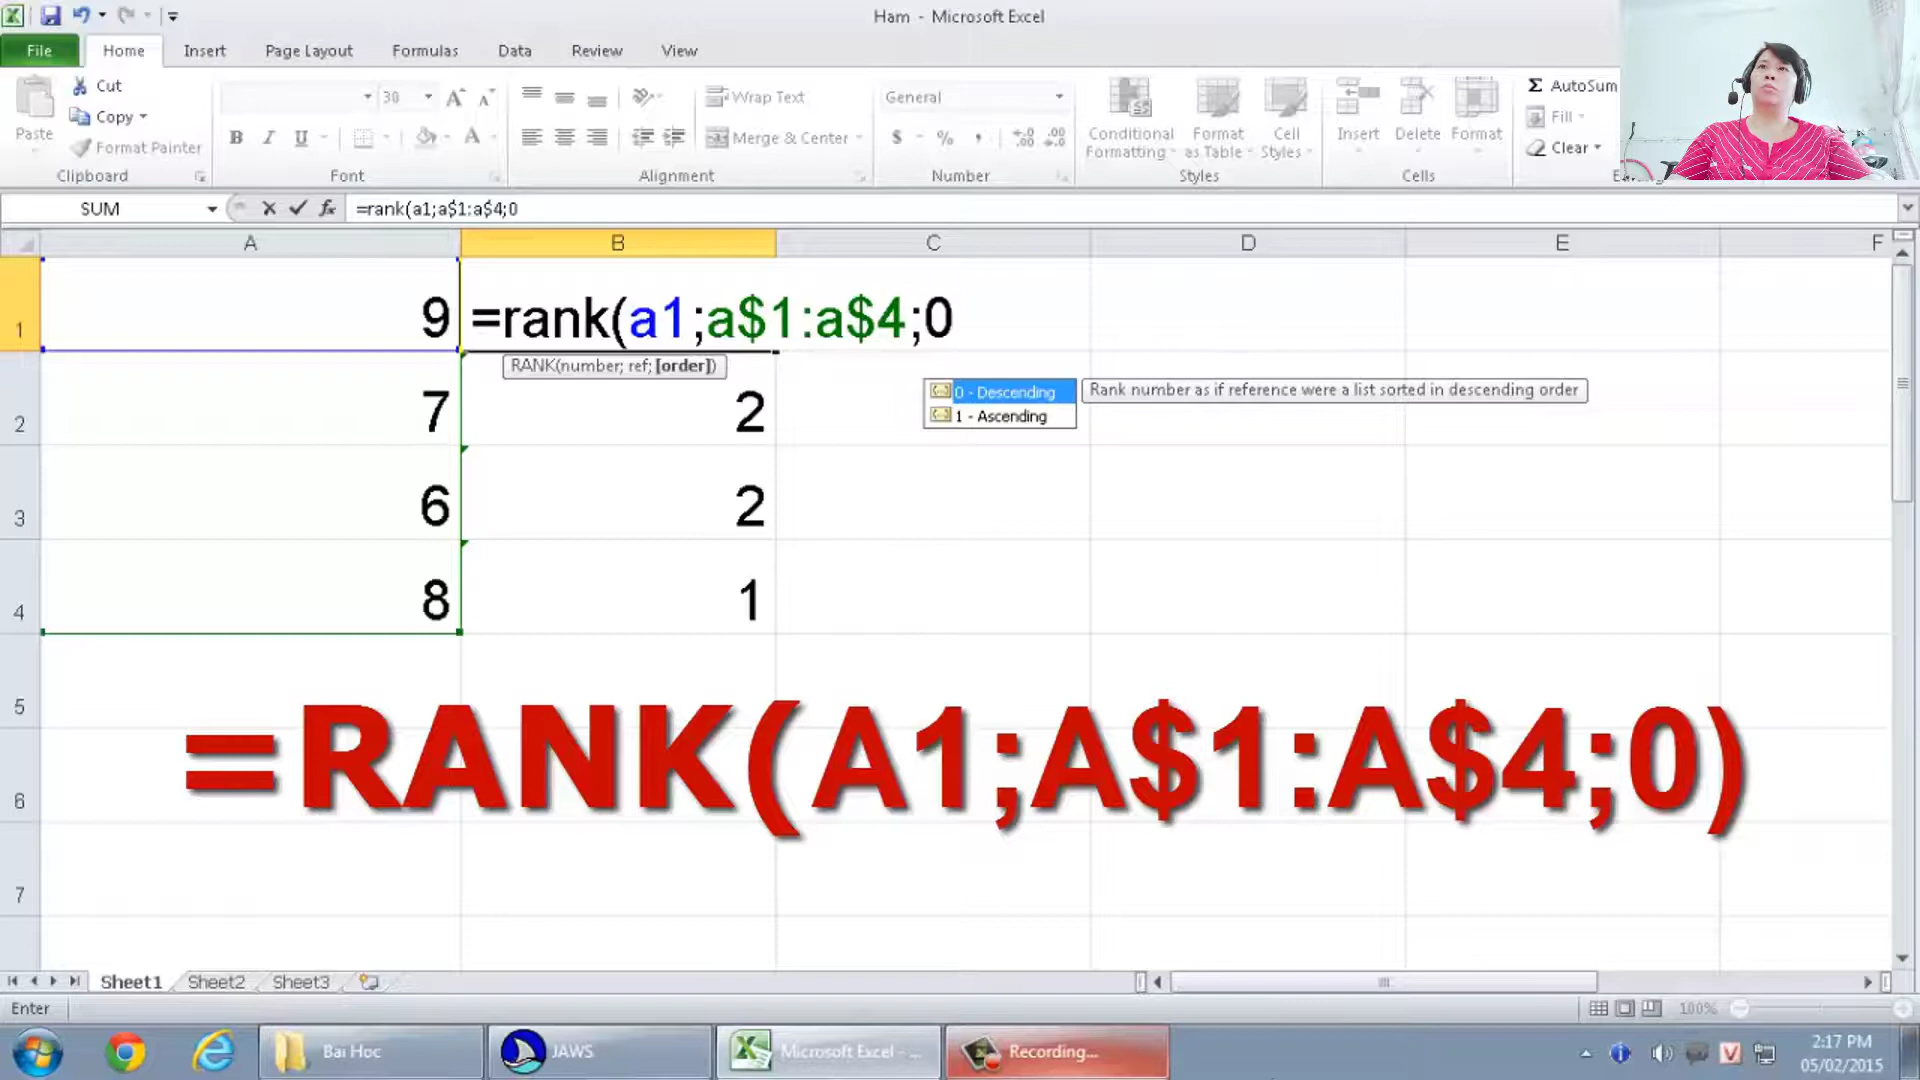 Ham - Microsoft Excel
File Home Insert Page Layout Formulas Data Review View
Paste
Cut
Copy
Format Painter
Clipboard
30
B I U A
Font
Wrap Text
Merge & Center
Alignment
General
$ % ,
Number
Conditional Formatting
Format as Table
Cell Styles
Styles
Insert Delete Format
Cells
Σ AutoSum
Fill
Clear
SUM fx =rank(a1;a$1:a$4;0
A B C D E F
1 9 =rank(a1;a$1:a$4;0
RANK(number; ref; [order])
0 - Descending Rank number as if reference were a list sorted in descending order
1 - Ascending
2 7 2
3 6 2
4 8 1
5
6
7
=RANK(A1;A$1:A$4;0)
Sheet1 Sheet2 Sheet3
Enter 100%
Bai Hoc JAWS Microsoft Excel - ... Recording...
2:17 PM
05/02/2015